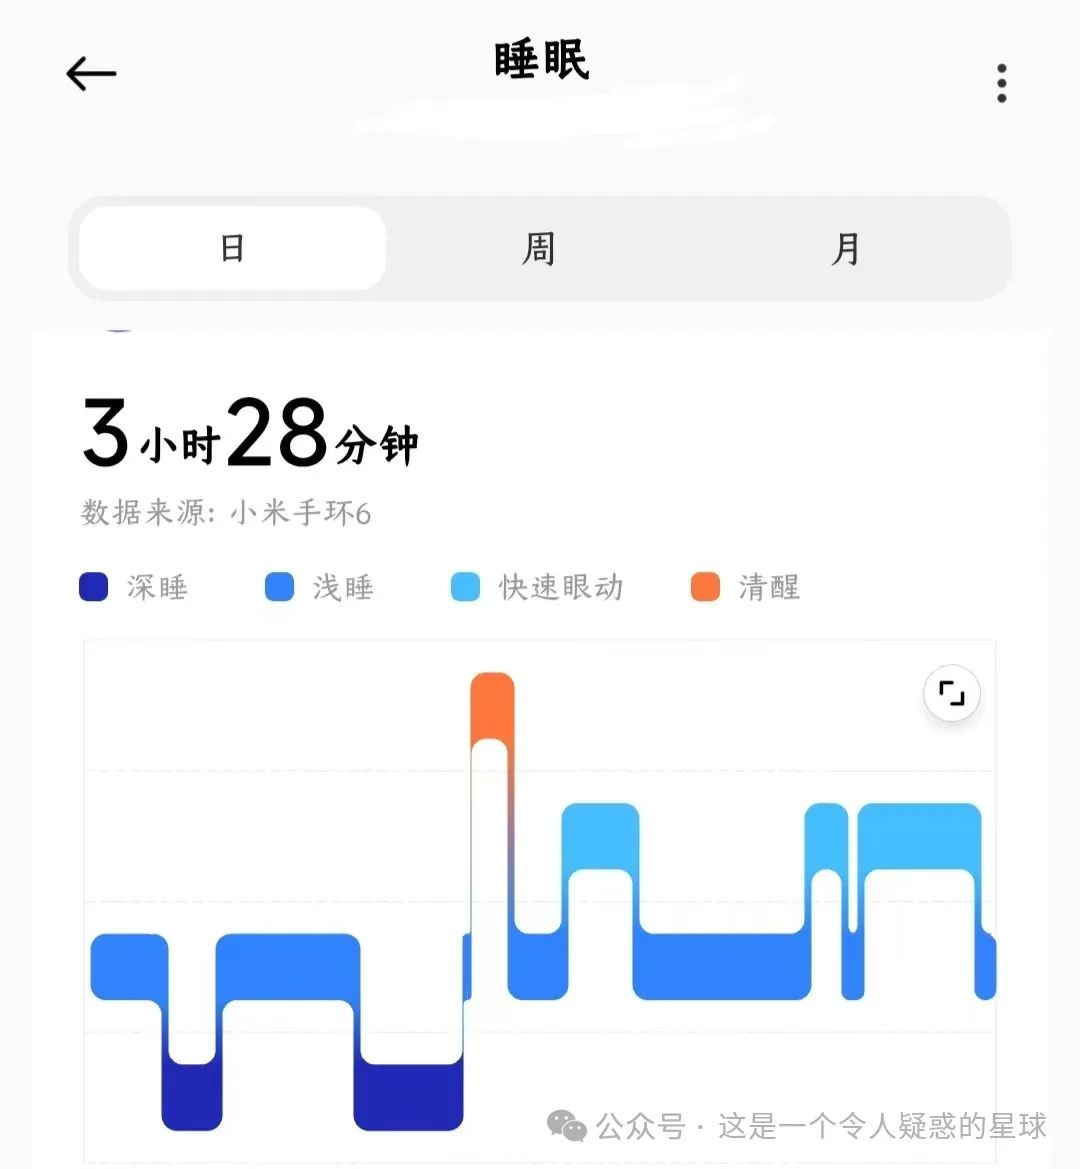 睡眠
日 周 月
3小时28分钟
数据来源: 小米手环6
深睡 浅睡 快速眼动 清醒
公众号 · 这是一个令人疑惑的星球